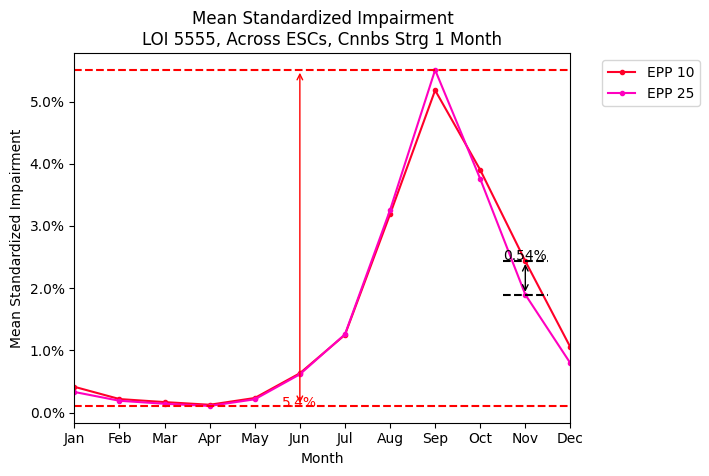 Mean Standardized Impairment
LOI 5555, Across ESCs, Cnnbs Strg 1 Month
EPP 10
EPP 25
Mean Standardized Impairment
5.0%
4.0%
3.0%
2.0%
1.0%
0.0%
0.54%
5.4%
Jan Feb Mar Apr May Jun Jul Aug Sep Oct Nov Dec
Month